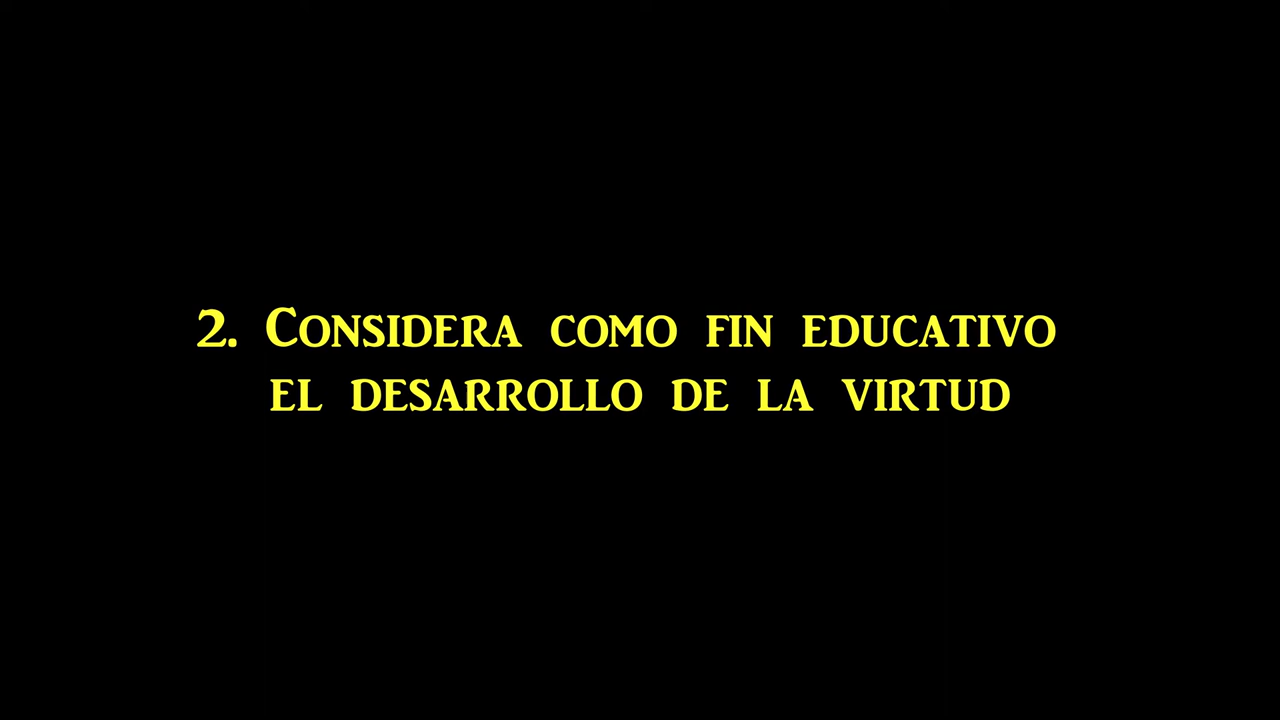 2. Considera como fin educativo
el desarrollo de la virtud